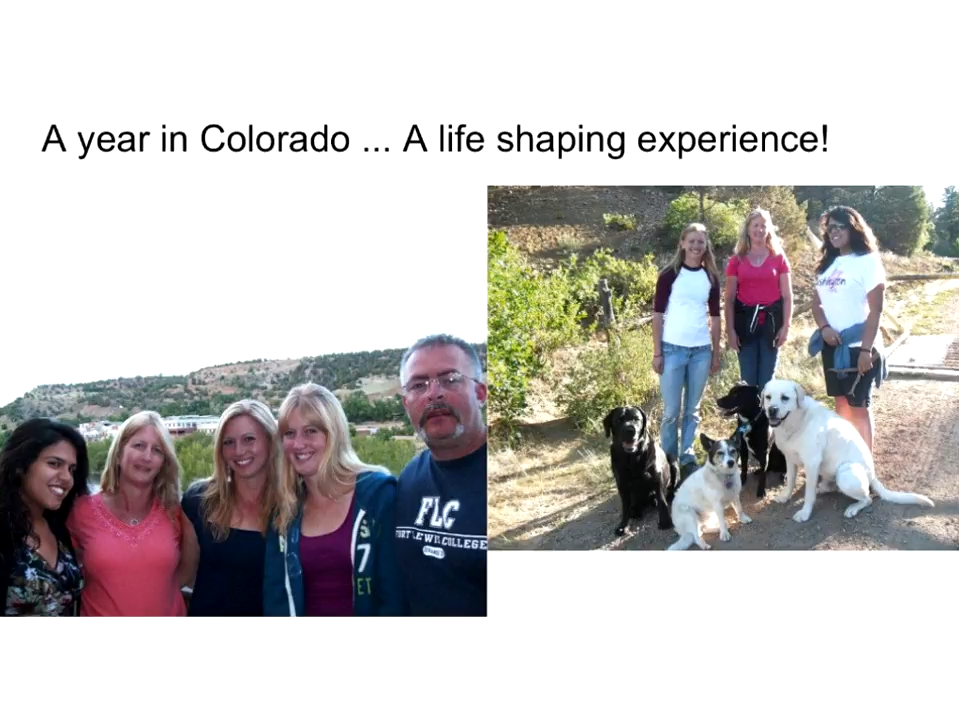 A year in Colorado ... A life shaping experience!
FLC
FORT LEWIS COLLEGE